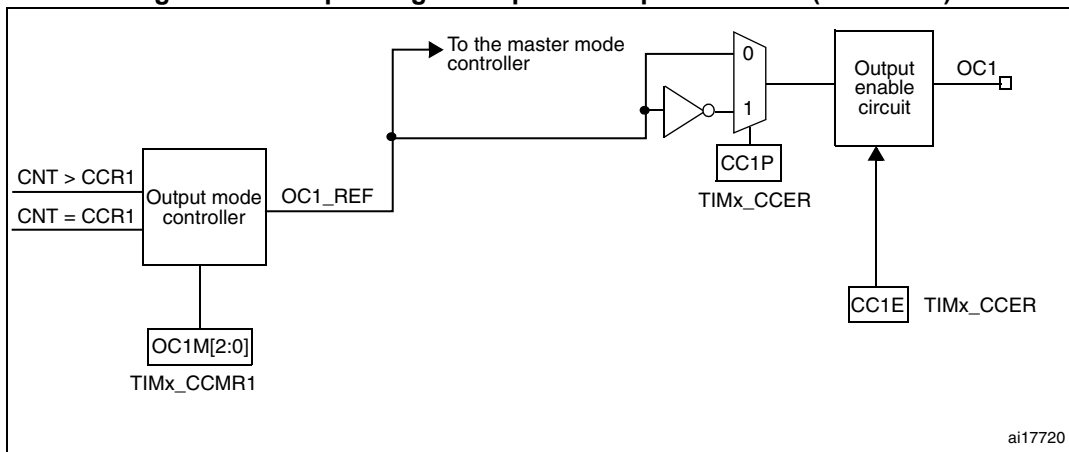 To the master mode
controller
0
1
Output
enable
circuit
OC1
CC1P
TIMx_CCER
CNT > CCR1
CNT = CCR1
Output mode
controller
OC1_REF
CC1E
TIMx_CCER
OC1M[2:0]
TIMx_CCMR1
ai17720